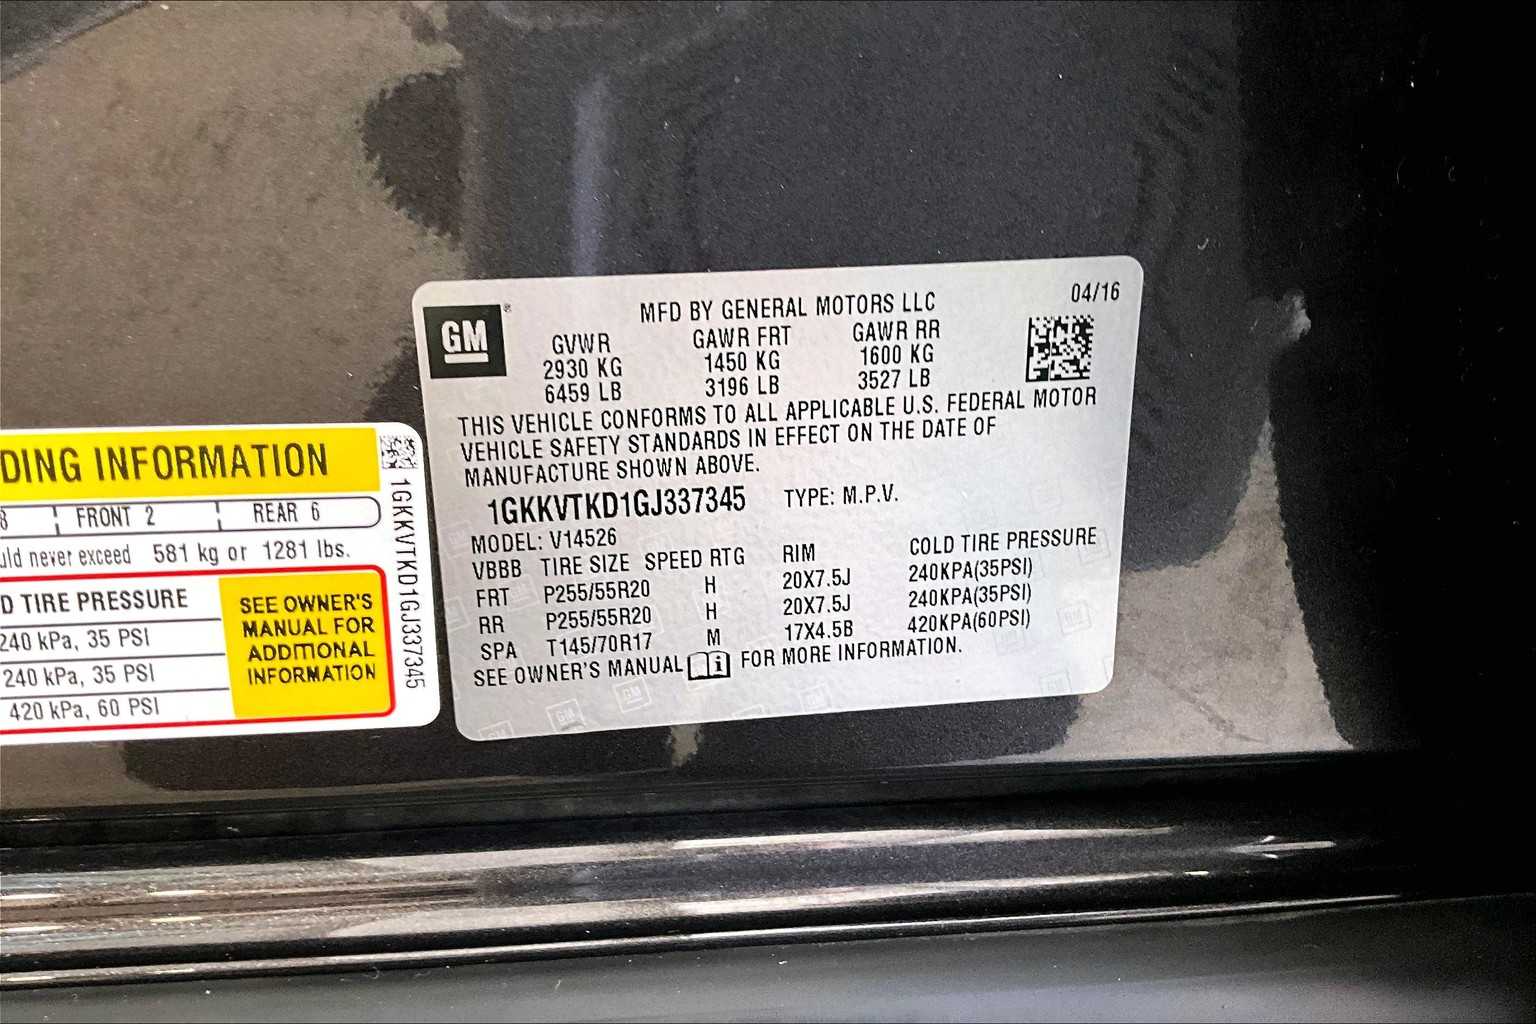 GM
MFD BY GENERAL MOTORS LLC
04/16
GVWR GAWR FRT GAWR RR
2930 KG 1450 KG 1600 KG
6459 LB 3196 LB 3527 LB
THIS VEHICLE CONFORMS TO ALL APPLICABLE U.S. FEDERAL MOTOR
VEHICLE SAFETY STANDARDS IN EFFECT ON THE DATE OF
MANUFACTURE SHOWN ABOVE.
1GKKVTKD1GJ337345 TYPE: M.P.V.
MODEL: V14526
VBBB TIRE SIZE SPEED RTG RIM COLD TIRE PRESSURE
FRT P255/55R20 H 20X7.5J 240KPA(35PSI)
RR P255/55R20 H 20X7.5J 240KPA(35PSI)
SPA T145/70R17 M 17X4.5B 420KPA(60PSI)
SEE OWNER'S MANUAL FOR MORE INFORMATION.
DING INFORMATION
8 FRONT 2 REAR 6
uld never exceed 581 kg or 1281 lbs.
D TIRE PRESSURE
240 kPa, 35 PSI
240 kPa, 35 PSI
420 kPa, 60 PSI
SEE OWNER'S
MANUAL FOR
ADDITIONAL
INFORMATION
1GKKVTKD1GJ337345